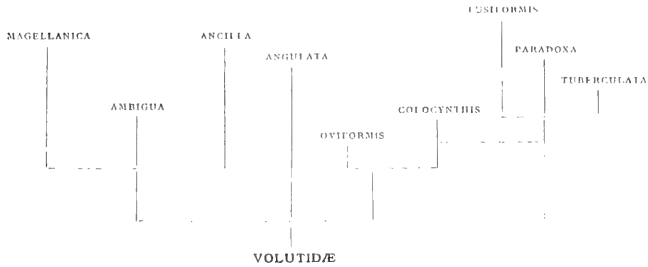 FUSIFORMIS
MAGELLANICA ANCILLA
PARADOXA
ANGULATA
TUBERCULATA
AMBIGUA COLOCYNTHIS
OVIFORMIS
VOLUTIDÆ